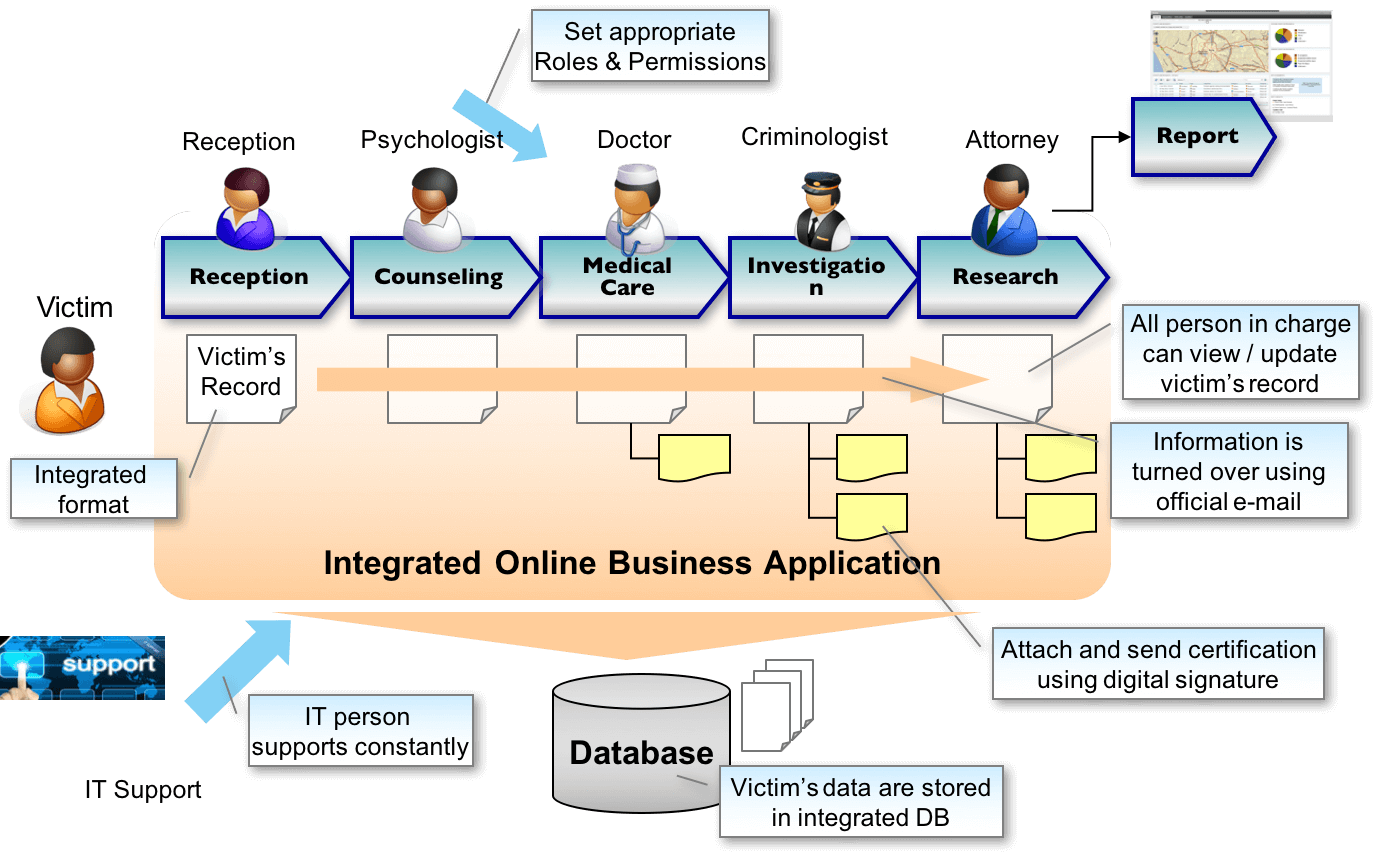 Set appropriate
Roles & Permissions
Reception
Psychologist
Doctor
Criminologist
Attorney
Report
Reception
Counseling
Medical
Care
Investigatio
n
Research
Victim
Victim's
Record
All person in charge
can view / update
victim's record
Integrated
format
Information is
turned over using
official e-mail
Integrated Online Business Application
support
Attach and send certification
using digital signature
IT person
supports constantly
Database
IT Support
Victim's data are stored
in integrated DB